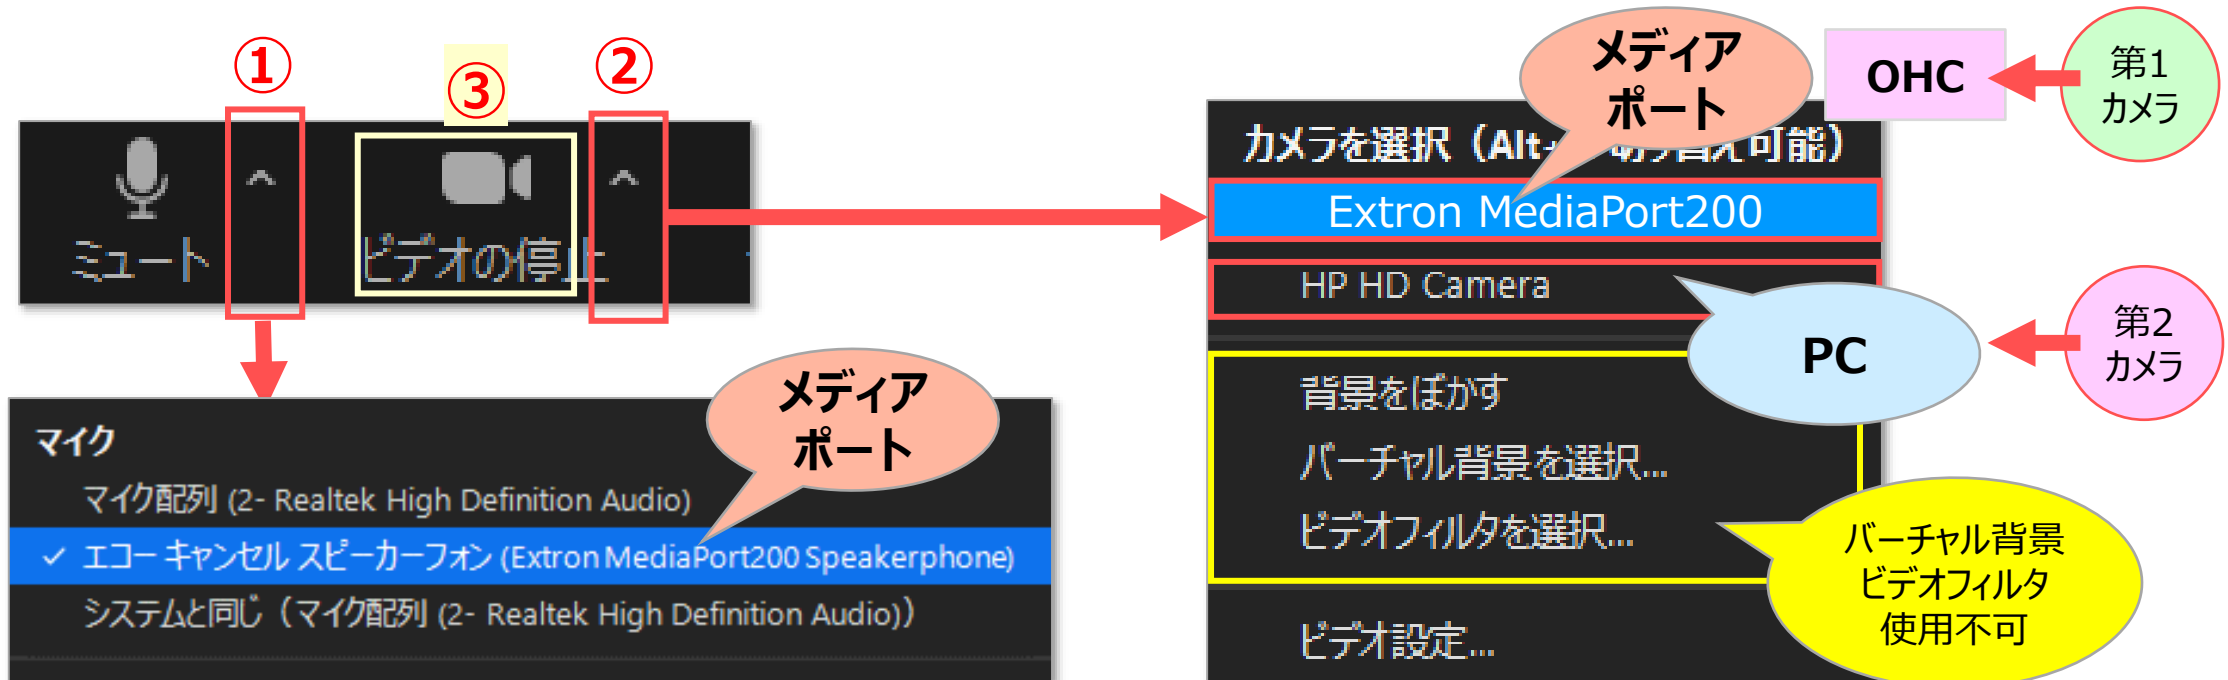 ①
③
②
ミュート
ビデオの停止
マイク
マイク配列 (2- Realtek High Definition Audio)
✓ エコー キャンセル スピーカーフォン (Extron MediaPort200 Speakerphone)
システムと同じ（マイク配列 (2- Realtek High Definition Audio)）
メディア
ポート
メディア
ポート
OHC
第1
カメラ
カメラを選択（Alt+ 切り替え可能）
Extron MediaPort200
HP HD Camera
PC
第2
カメラ
背景をぼかす
バーチャル背景を選択...
ビデオフィルタを選択...
ビデオ設定...
バーチャル背景
ビデオフィルタ
使用不可